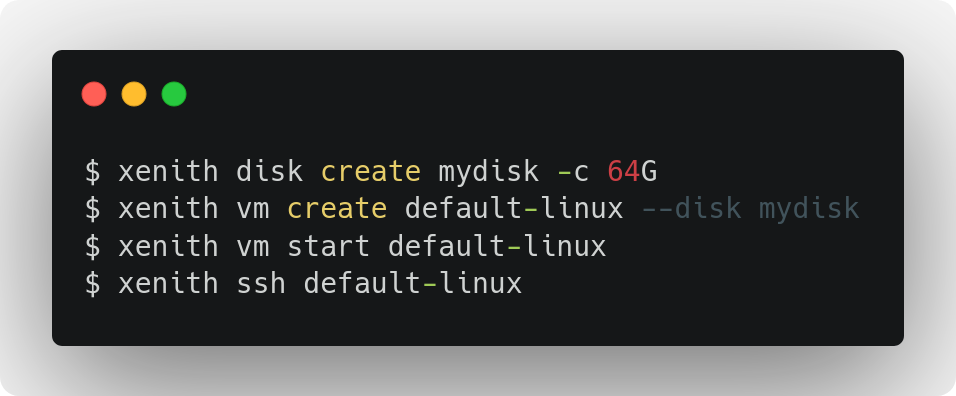 $ xenith disk create mydisk -c 64G
$ xenith vm create default-linux --disk mydisk
$ xenith vm start default-linux
$ xenith ssh default-linux